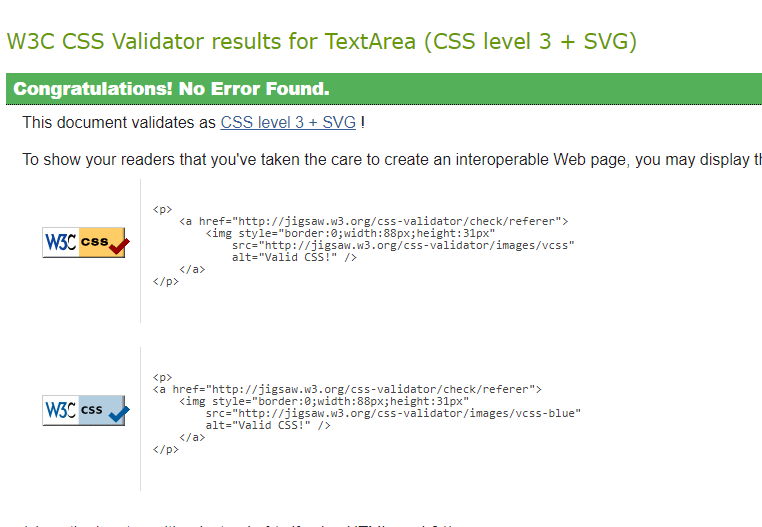 W3C CSS Validator results for TextArea (CSS level 3 + SVG)
Congratulations! No Error Found.
This document validates as CSS level 3 + SVG !
To show your readers that you've taken the care to create an interoperable Web page, you may display
W3C css
<p>
<a href="http://jigsaw.w3.org/css-validator/check/referer">
<img style="border:0;width:88px;height:31px"
src="http://jigsaw.w3.org/css-validator/images/vcss"
alt="Valid CSS!" />
</a>
</p>
W3C css
<p>
<a href="http://jigsaw.w3.org/css-validator/check/referer">
<img style="border:0;width:88px;height:31px"
src="http://jigsaw.w3.org/css-validator/images/vcss-blue"
alt="Valid CSS!" />
</a>
</p>